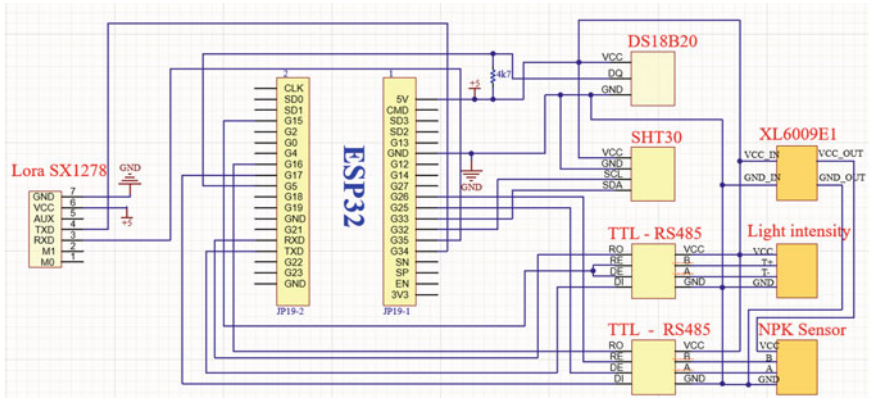 Lora SX1278
GND 7
VCC 6
AUX 5
TXD 4
RXD 3
M1 2
M0 1
GND
+5
2
CLK
SD0
SD1
G15
G2
G0
G4
G16
G17
G5
G18
G19
GND
G21
RXD
TXD
G22
G23
GND
JP19-2
ESP32
1
5V
CMD
SD3
SD2
G13
GND
G12
G14
G27
G26
G25
G33
G32
G35
G34
SN
SP
EN
3V3
JP19-1
+5
4k7
GND
DS18B20
VCC
DQ
GND
SHT30
VCC
GND
SCL
SDA
XL6009E1
VCC_IN
GND_IN
VCC_OUT
GND_OUT
TTL - RS485
RO
RE
DE
DI
VCC
B
A
GND
Light intensity
VCC
T+
T-
GND
TTL - RS485
RO
RE
DE
DI
VCC
B
A
GND
NPK Sensor
VCC
B
A
GND